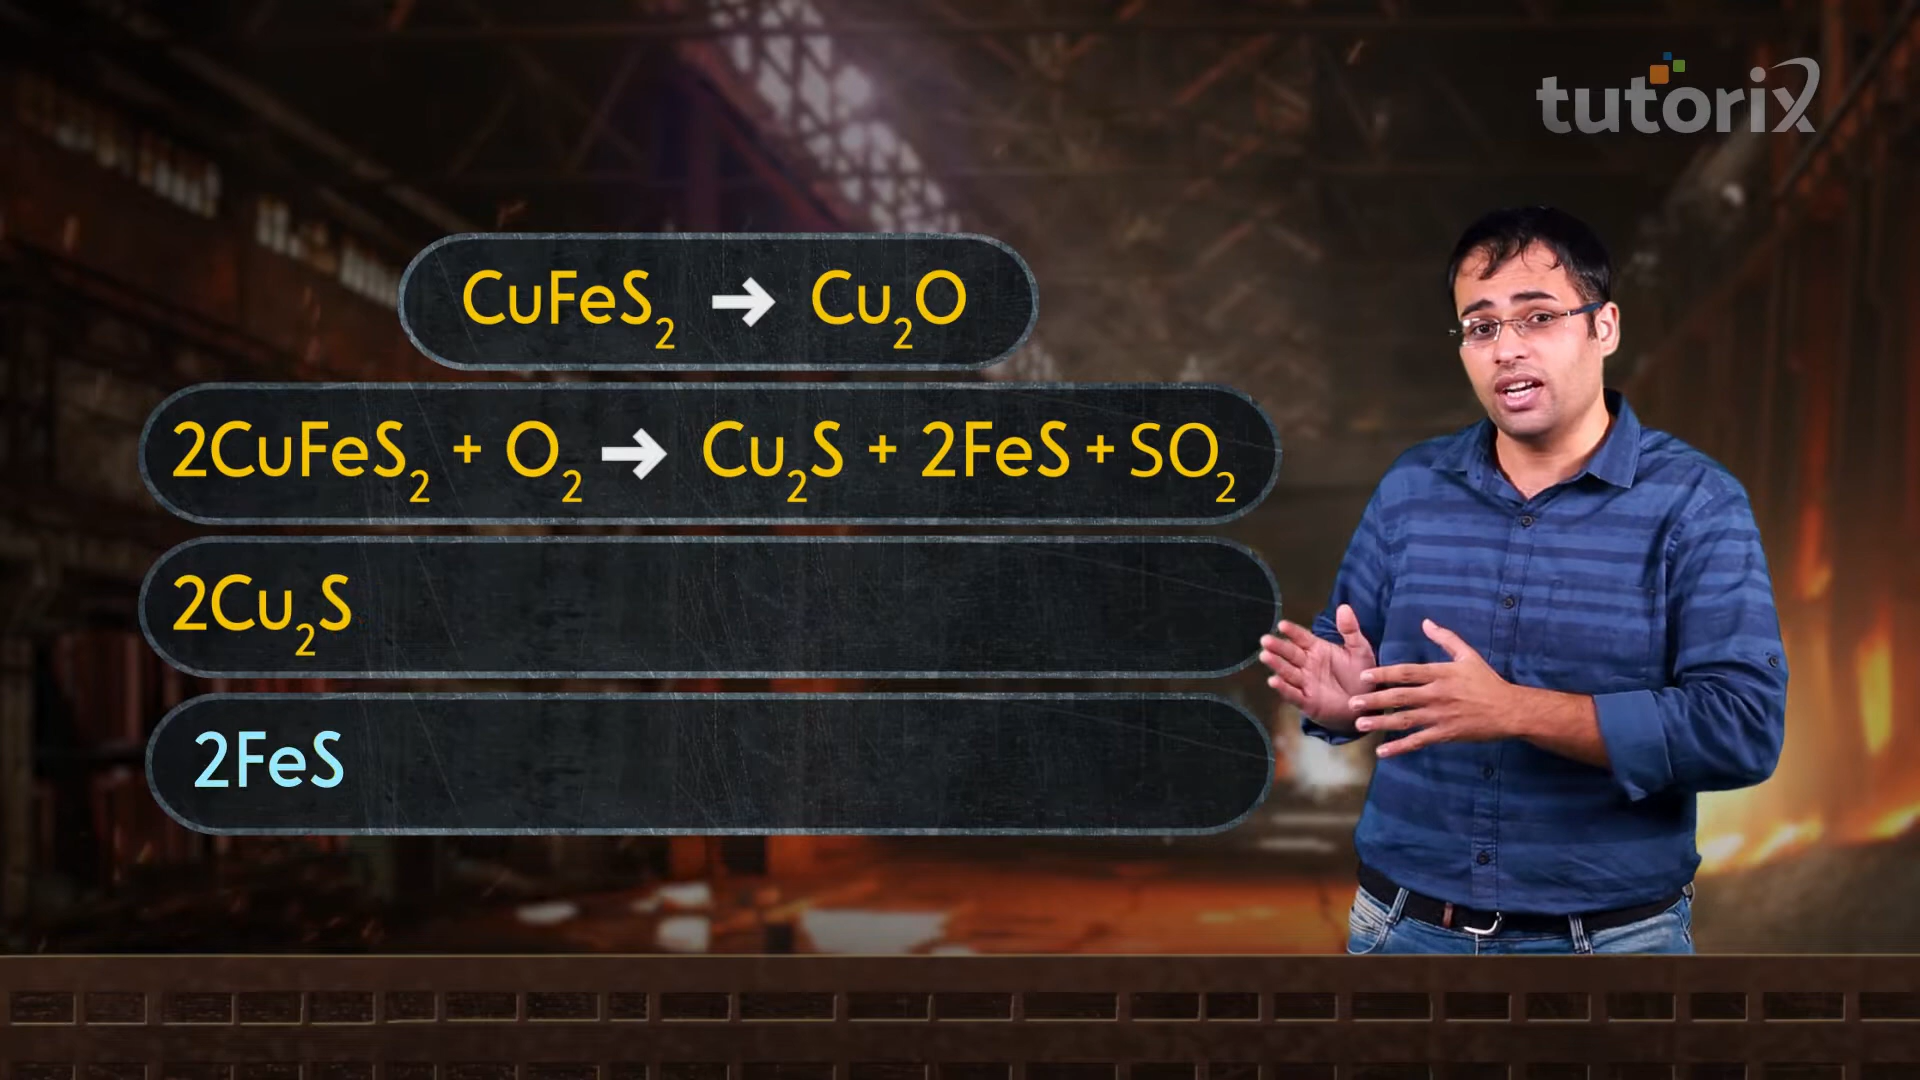 tutorix
CuFeS₂ → Cu₂O
2CuFeS₂ + O₂ → Cu₂S + 2FeS + SO₂
2Cu₂S
2FeS